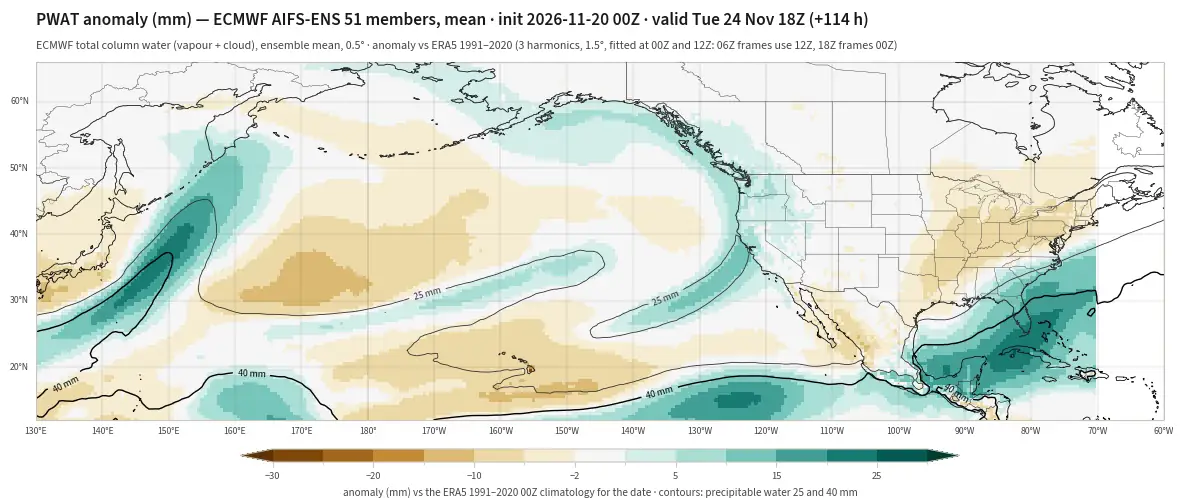 PWAT anomaly (mm) — ECMWF AIFS-ENS 51 members, mean · init 2026-11-20 00Z · valid Tue 24 Nov 18Z (+114 h)
ECMWF total column water (vapour + cloud), ensemble mean, 0.5° · anomaly vs ERA5 1991–2020 (3 harmonics, 1.5°, fitted at 00Z and 12Z: 06Z frames use 12Z, 18Z frames 00Z)
60°N
50°N
40°N
30°N
20°N
25 mm
25 mm
40 mm
40 mm
40 mm
40 mm
130°E 140°E 150°E 160°E 170°E 180° 170°W 160°W 150°W 140°W 130°W 120°W 110°W 100°W 90°W 80°W 70°W 60°W
−30 −20 −10 −2 5 15 25
anomaly (mm) vs the ERA5 1991–2020 00Z climatology for the date · contours: precipitable water 25 and 40 mm